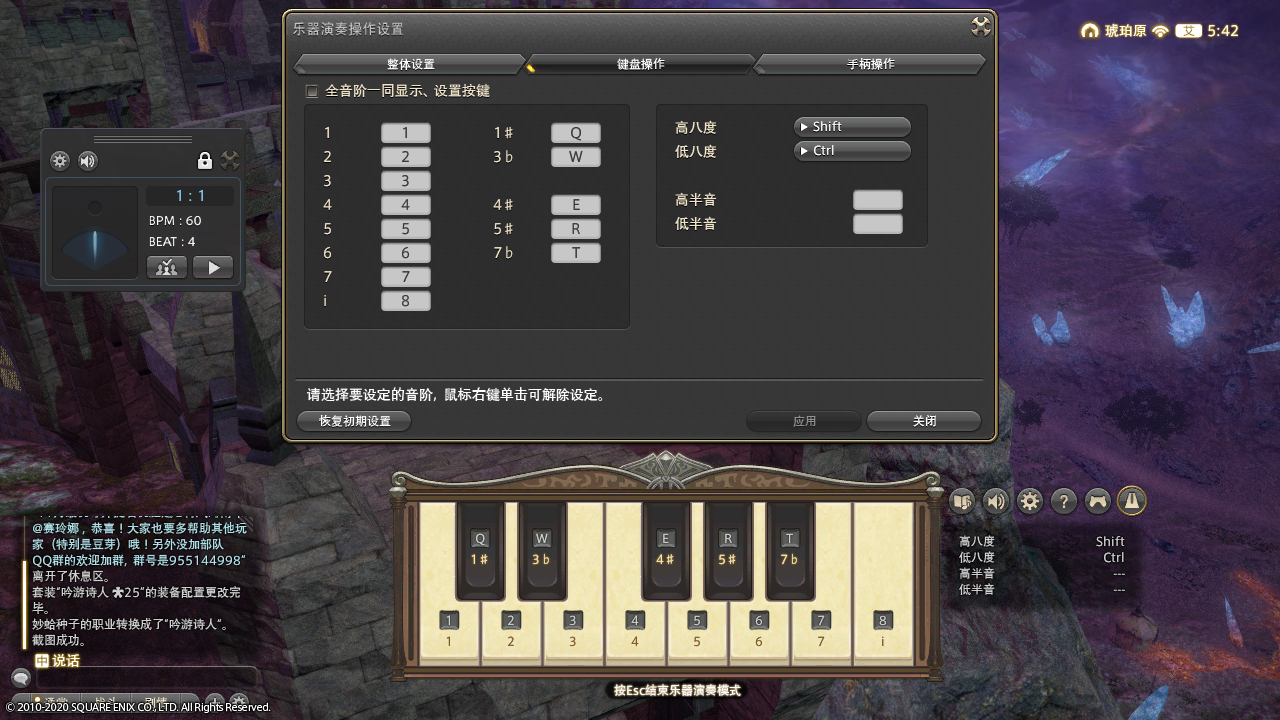 乐器演奏操作设置
整体设置 键盘操作 手柄操作
全音阶一同显示、设置按键
1 1 1# Q
2 2 3b W
3 3
4 4 4# E
5 5 5# R
6 6 7b T
7 7
i 8
高八度 Shift
低八度 Ctrl
高半音
低半音
请选择要设定的音阶, 鼠标右键单击可解除设定。
恢复初期设置 应用 关闭
琥珀原 艾 5:42
1 : 1
BPM : 60
BEAT : 4
@赛玲娜, 恭喜！大家也要多帮助其他玩
家（特别是豆芽）哦！另外没加部队
QQ群的欢迎加群, 群号是955144998”
离开了休息区。
套装“吟游诗人 25”的装备配置更改完
毕。
妙蛤种子的职业转换成了“吟游诗人”。
截图成功。
中 说话
Q W E R T
1# 3b 4# 5# 7b
1 2 3 4 5 6 7 8
1 2 3 4 5 6 7 i
按Esc结束乐器演奏模式
?
高八度 Shift
低八度 Ctrl
高半音 ---
低半音 ---
© 2010-2020 SQUARE ENIX CO., LTD. All Rights Reserved.